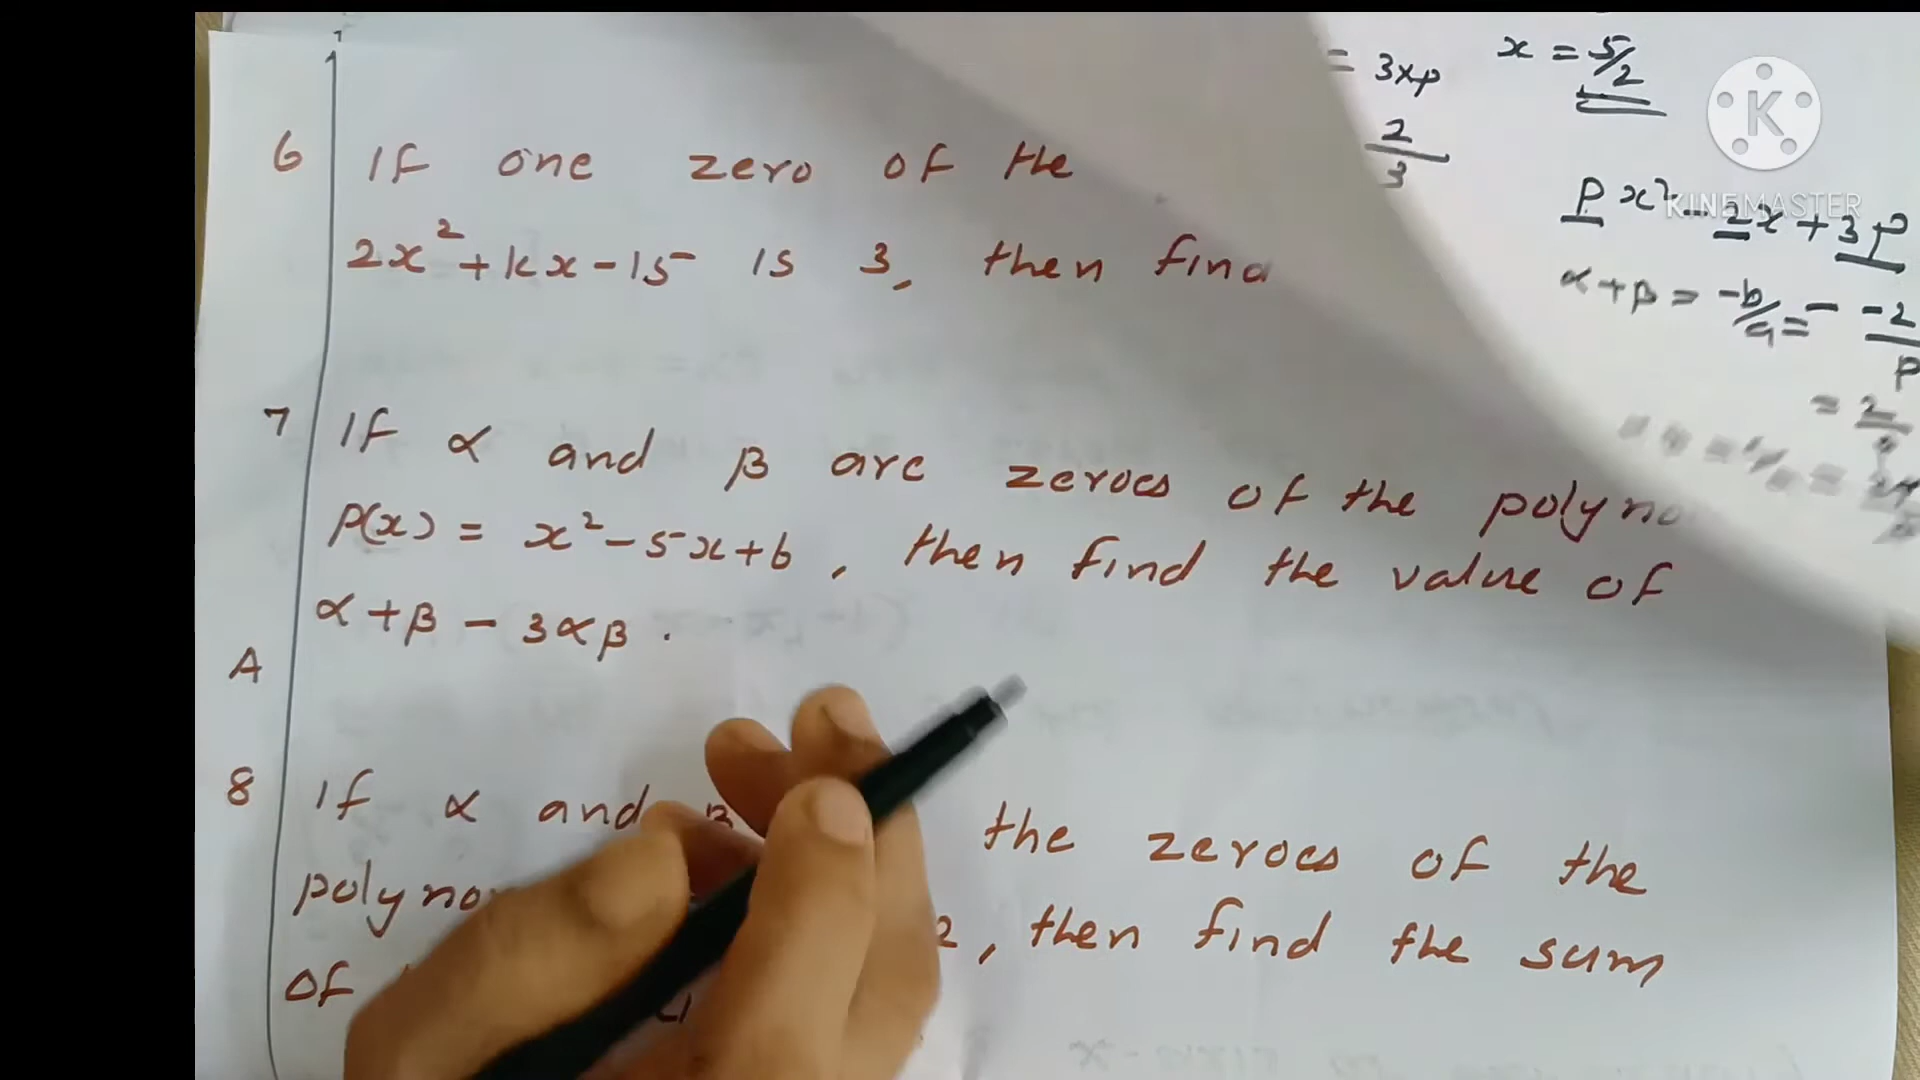 6 If one zero of the
2x² + kx - 15 is 3, then find
7 If α and β are zeroes of the polyno
P(x) = x² - 5x + 6, then find the value of
α + β - 3αβ.
A
8 If α and β the zeroes of the
polyno 2, then find the sum
of
= 3xp
2/3
x = 5/2
K
KINEMASTER
Px² - 2x + 3P
α + β = -b/a = - -2/P
= 2/